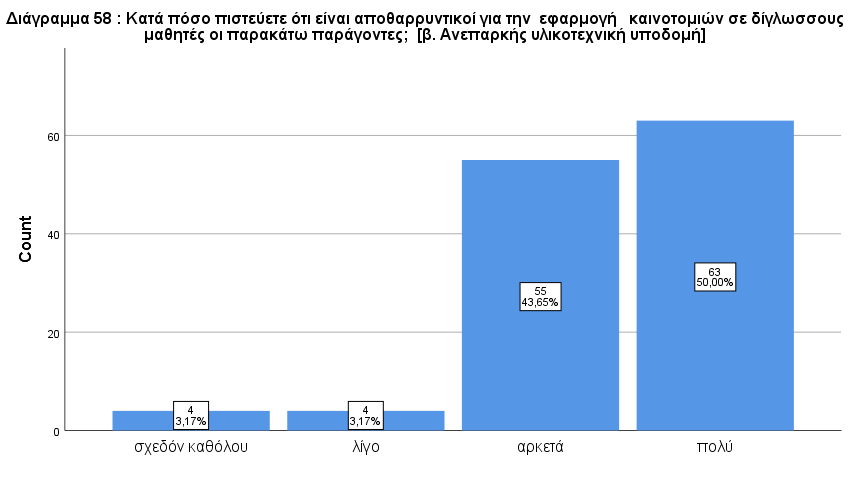 Διάγραμμα 58 : Κατά πόσο πιστεύετε ότι είναι αποθαρρυντικοί για την εφαρμογή καινοτομιών σε δίγλωσσους
μαθητές οι παρακάτω παράγοντες; [β. Ανεπαρκής υλικοτεχνική υποδομή]
Count
60
40
20
0
4
3,17%
4
3,17%
55
43,65%
63
50,00%
σχεδόν καθόλου
λίγο
αρκετά
πολύ